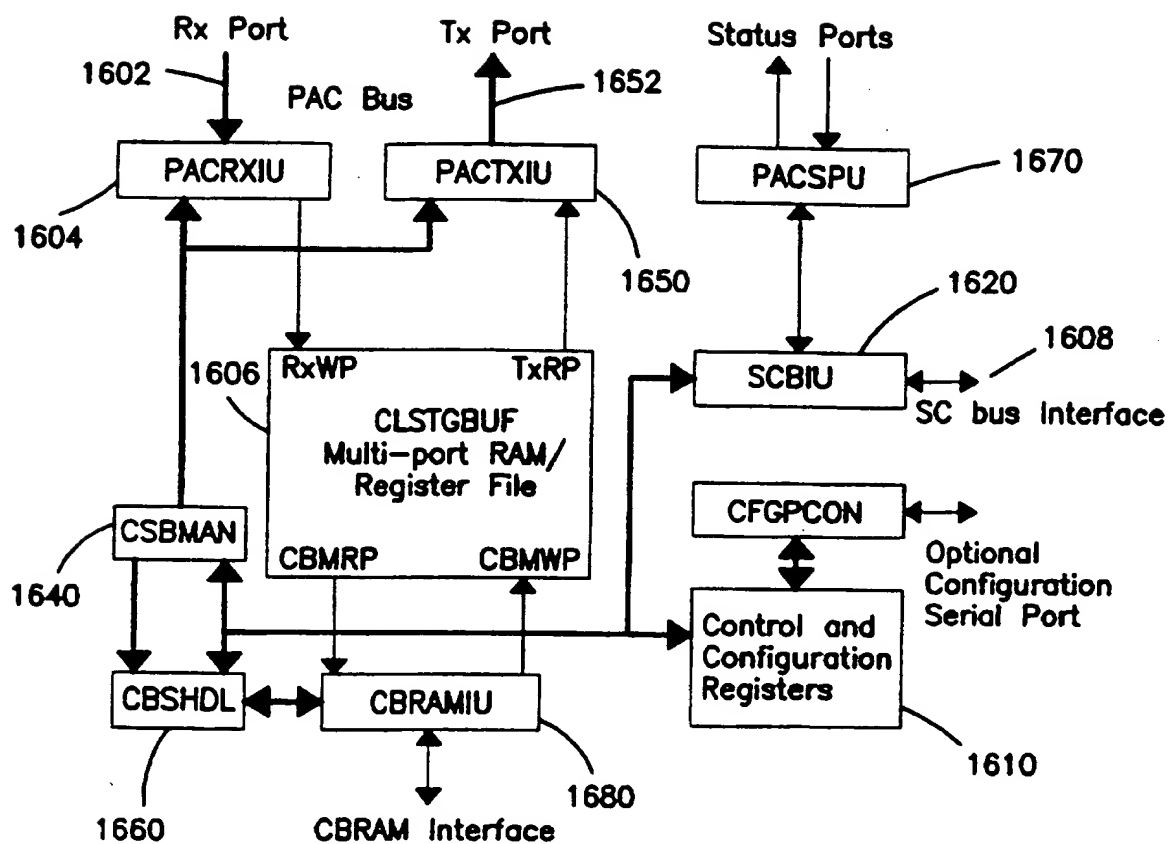 Rx Port
Tx Port
Status Ports
1602
PAC Bus
1652
PACRXIU
PACTXIU
PACSPU
1670
1604
1650
1620
1608
1606
RxWP
TxRP
SCBIU
SC bus Interface
CLSTGBUF
Multi-port RAM/
Register File
CFGPCON
CSBMAN
CBMRP
CBMWP
Optional
Configuration
Serial Port
1640
Control and
Configuration
Registers
CBSHDL
CBRAMIU
1610
1660
1680
CBRAM Interface